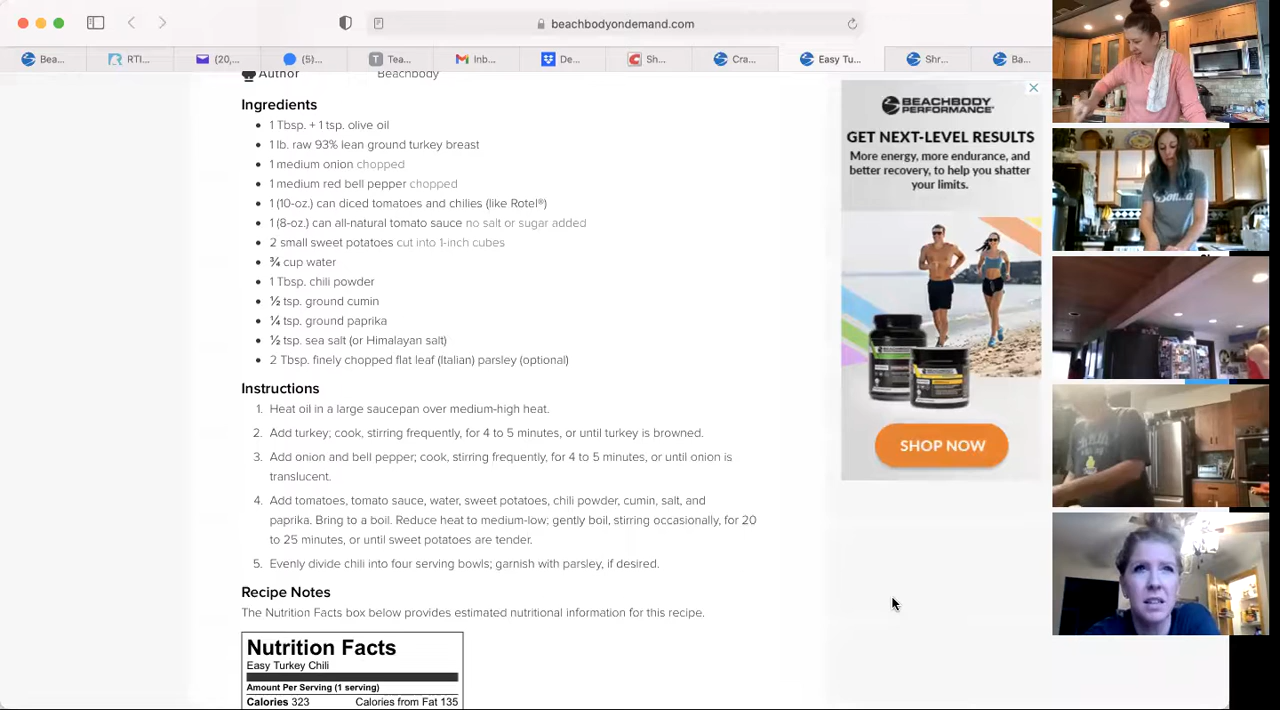 beachbodyondemand.com
Bea...
RTI...
(20,...
(5)...
Tea...
Inb...
De...
Sh...
Cra...
Easy Tu...
Shr...
Ba...
Author Beachbody
Ingredients
1 Tbsp. + 1 tsp. olive oil
1 lb. raw 93% lean ground turkey breast
1 medium onion chopped
1 medium red bell pepper chopped
1 (10-oz.) can diced tomatoes and chilies (like Rotel®)
1 (8-oz.) can all-natural tomato sauce no salt or sugar added
2 small sweet potatoes cut into 1-inch cubes
¾ cup water
1 Tbsp. chili powder
½ tsp. ground cumin
¼ tsp. ground paprika
½ tsp. sea salt (or Himalayan salt)
2 Tbsp. finely chopped flat leaf (Italian) parsley (optional)
Instructions
1. Heat oil in a large saucepan over medium-high heat.
2. Add turkey; cook, stirring frequently, for 4 to 5 minutes, or until turkey is browned.
3. Add onion and bell pepper; cook, stirring frequently, for 4 to 5 minutes, or until onion is
translucent.
4. Add tomatoes, tomato sauce, water, sweet potatoes, chili powder, cumin, salt, and
paprika. Bring to a boil. Reduce heat to medium-low; gently boil, stirring occasionally, for 20
to 25 minutes, or until sweet potatoes are tender.
5. Evenly divide chili into four serving bowls; garnish with parsley, if desired.
Recipe Notes
The Nutrition Facts box below provides estimated nutritional information for this recipe.
Nutrition Facts
Easy Turkey Chili
Amount Per Serving (1 serving)
Calories 323 Calories from Fat 135
BEACHBODY
PERFORMANCE
GET NEXT-LEVEL RESULTS
More energy, more endurance, and
better recovery, to help you shatter
your limits.
SHOP NOW